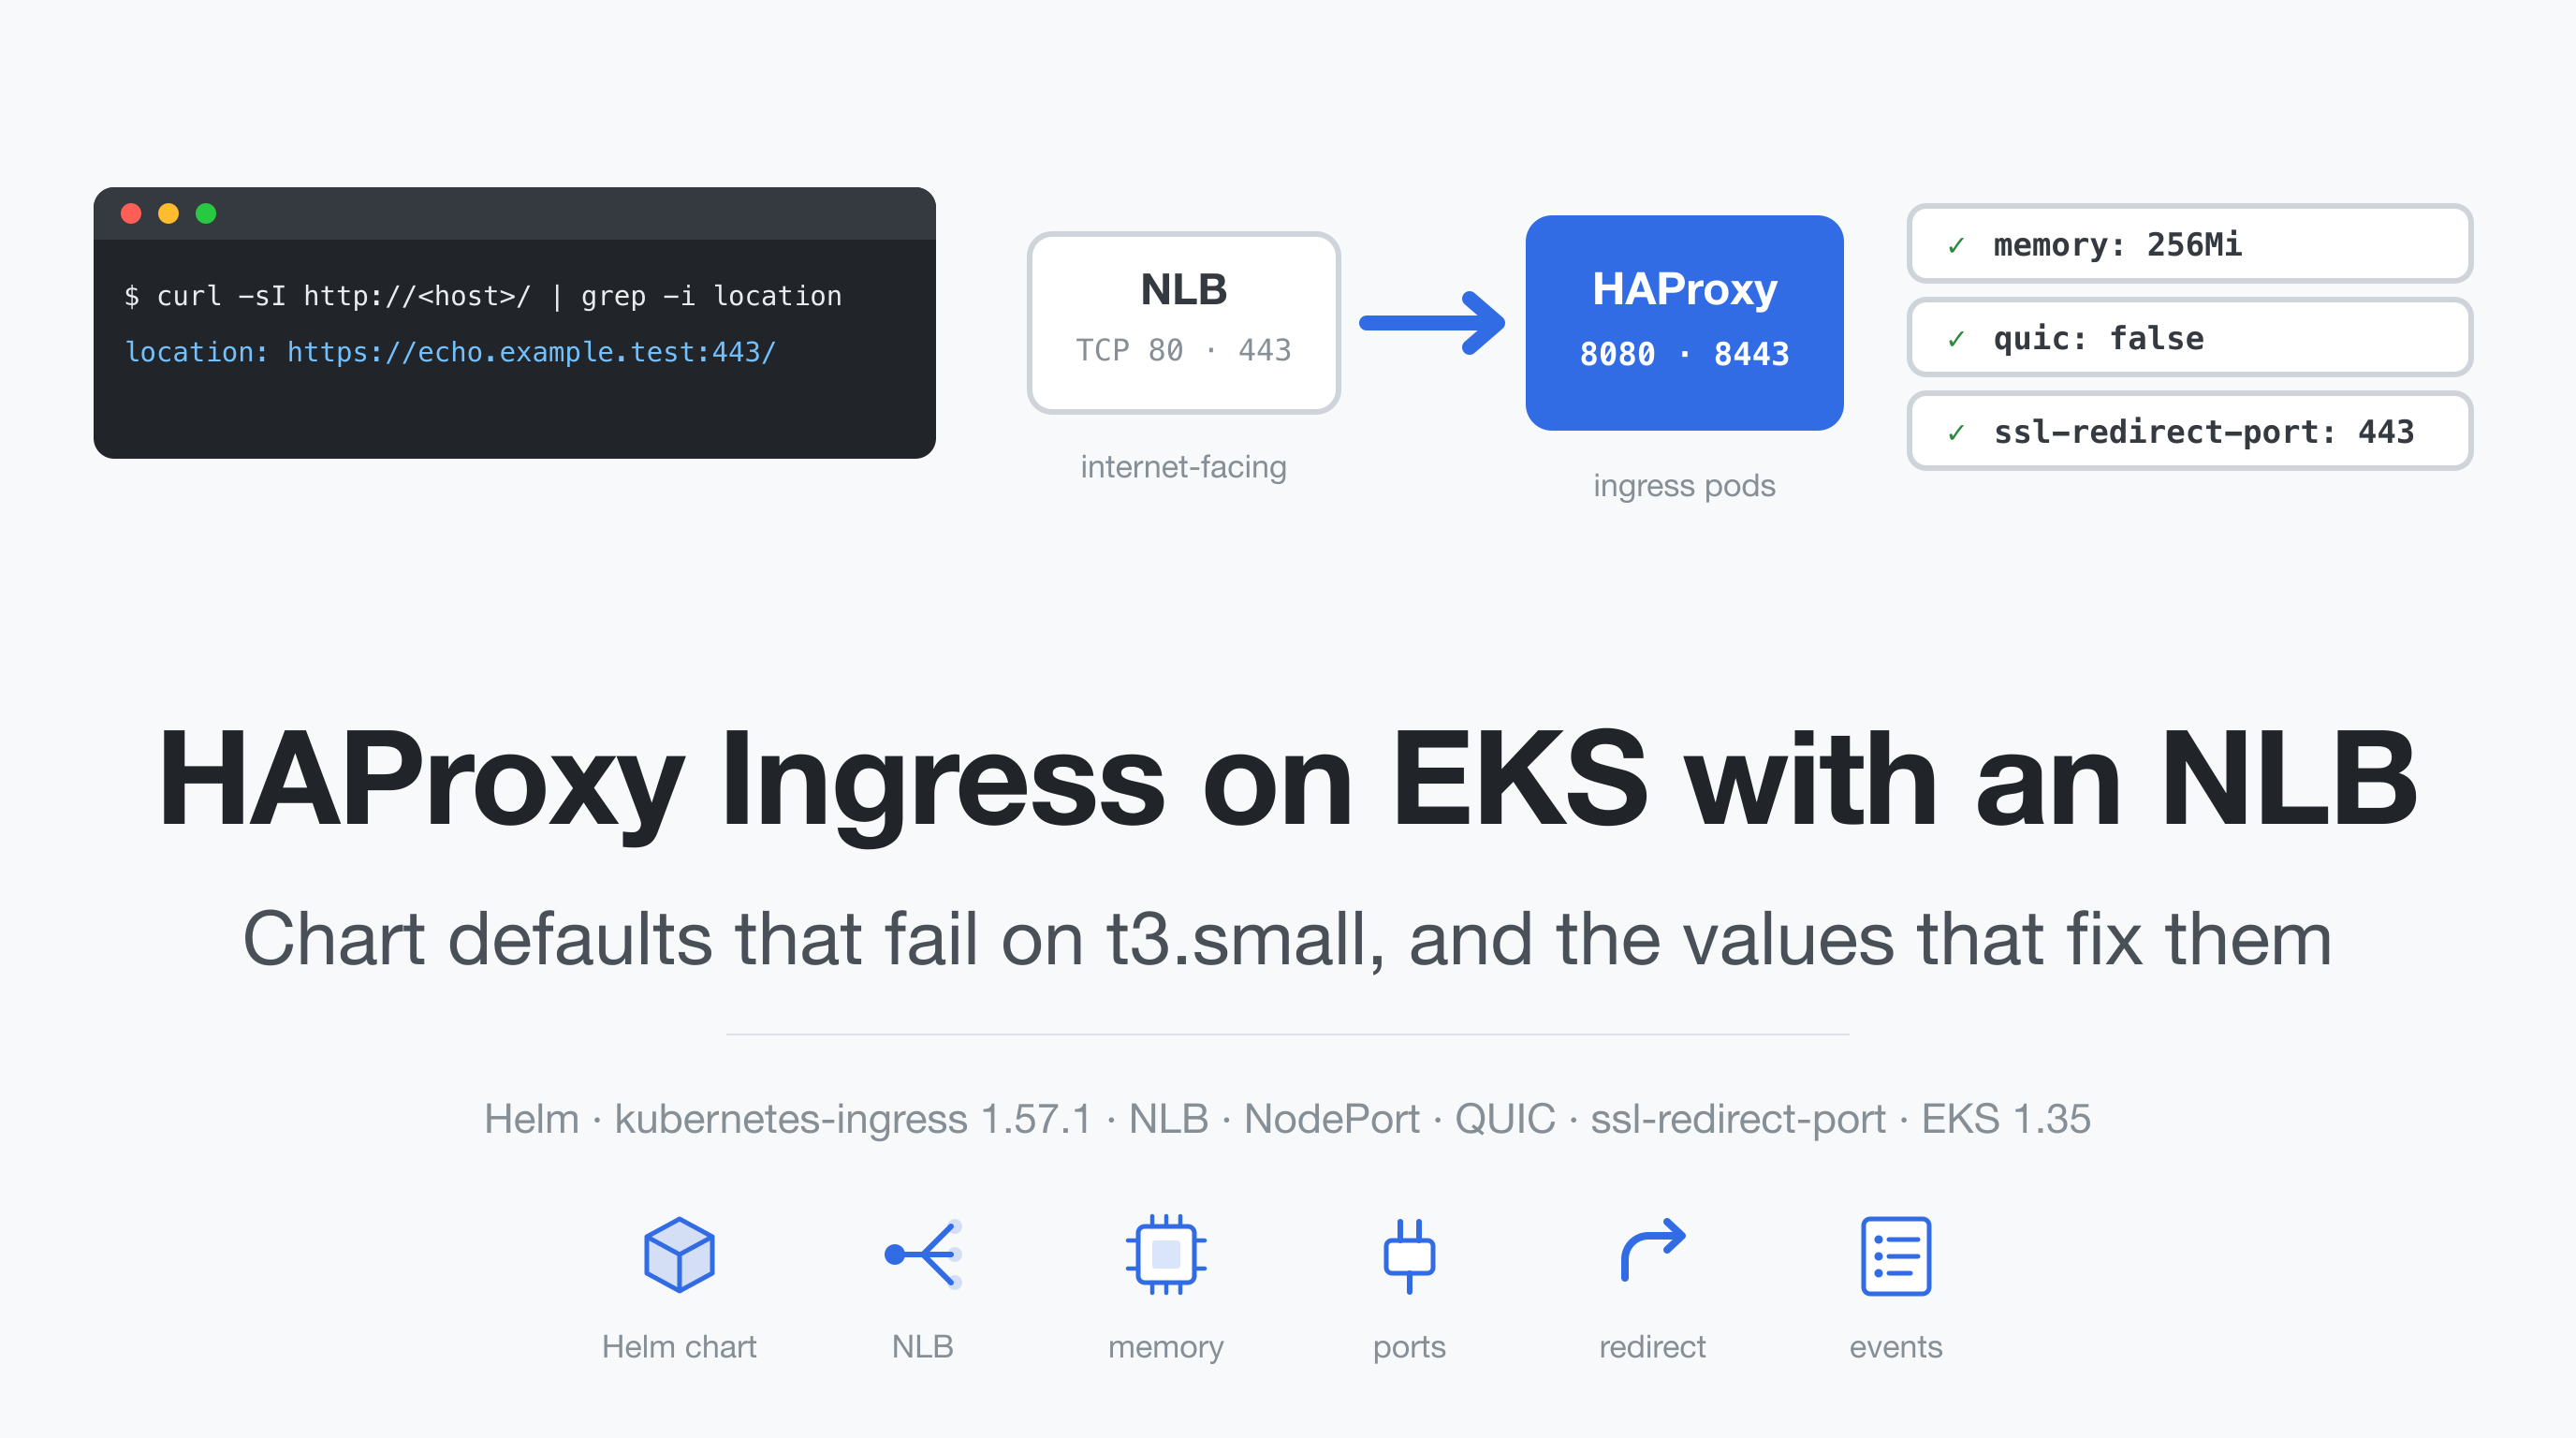 $ curl -sI http://<host>/ | grep -i location
location: https://echo.example.test:443/
NLB
TCP 80 · 443
internet-facing
HAProxy
8080 · 8443
ingress pods
✓ memory: 256Mi
✓ quic: false
✓ ssl-redirect-port: 443
HAProxy Ingress on EKS with an NLB
Chart defaults that fail on t3.small, and the values that fix them
Helm · kubernetes-ingress 1.57.1 · NLB · NodePort · QUIC · ssl-redirect-port · EKS 1.35
Helm chart
NLB
memory
ports
redirect
events